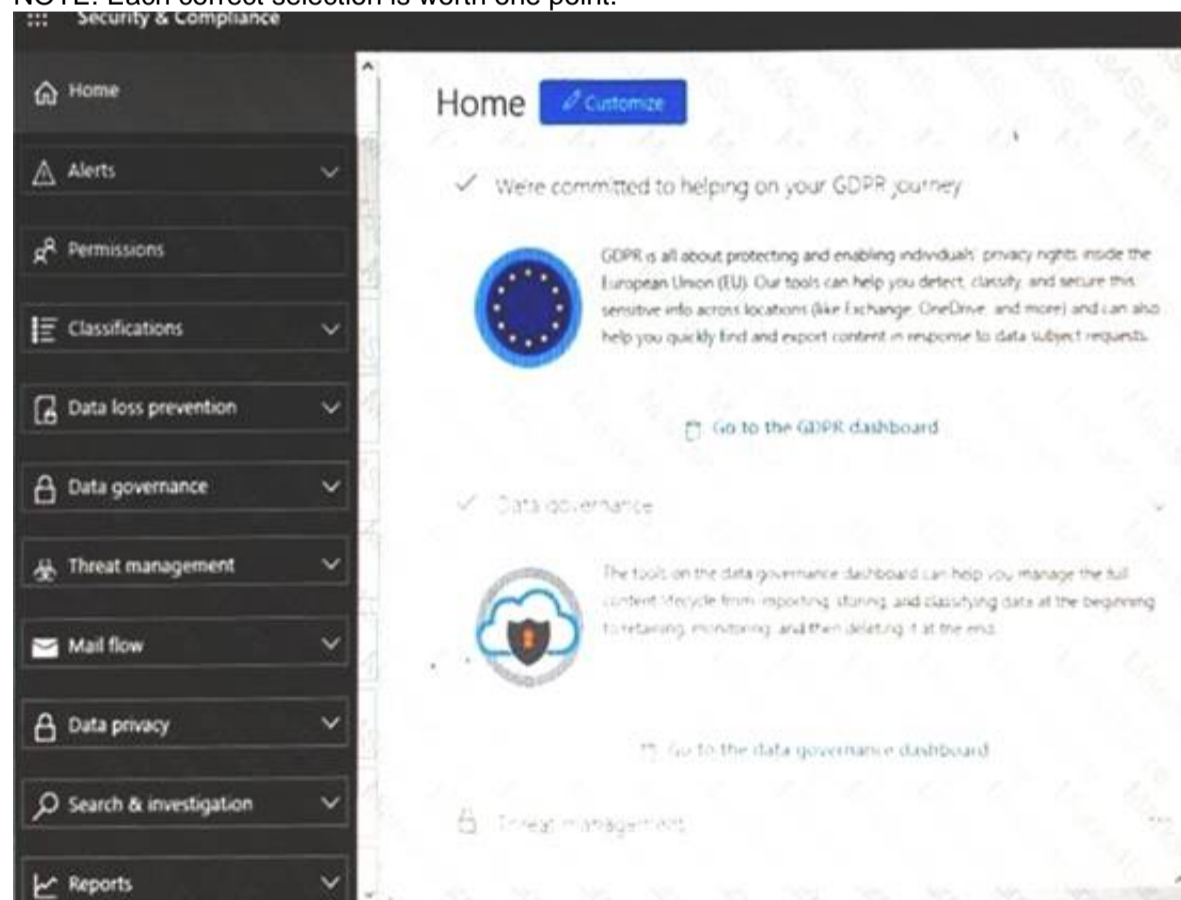 NOTE: Each correct selection is worth one point.
Security & Compliance
Home
Alerts
Permissions
Classifications
Data loss prevention
Data governance
Threat management
Mail flow
Data privacy
Search & investigation
Reports
Home Customize
We're committed to helping on your GDPR journey
GDPR is all about protecting and enabling individuals' privacy rights inside the
European Union (EU). Our tools can help you detect, classify, and secure this
sensitive info across locations (like Exchange, OneDrive, and more) and can also
help you quickly find and export content in response to data subject requests.
Go to the GDPR dashboard
Data governance
The tools on the data governance dashboard can help you manage the full
content lifecycle from importing, storing, and classifying data at the beginning
to retaining, monitoring, and then deleting it at the end.
Go to the data governance dashboard
Threat management